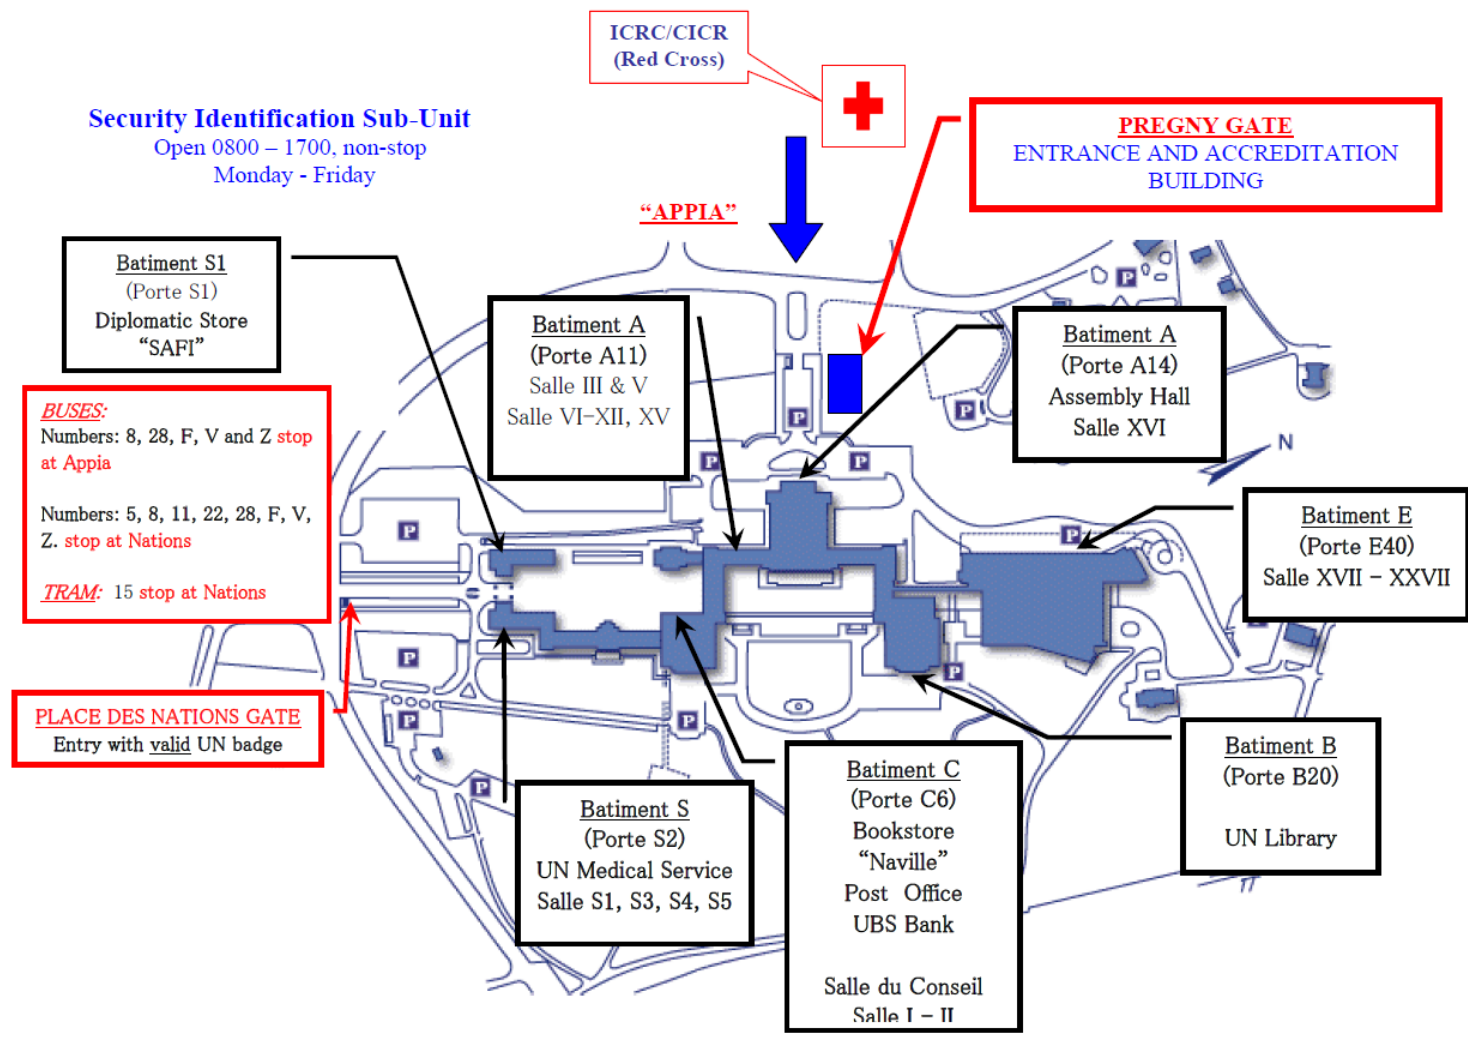 ICRC/CICR
(Red Cross)
Security Identification Sub-Unit
Open 0800 – 1700, non-stop
Monday - Friday
PREGNY GATE
ENTRANCE AND ACCREDITATION
BUILDING
“APPIA”
Batiment S1
(Porte S1)
Diplomatic Store
“SAFI”
Batiment A
(Porte A11)
Salle III & V
Salle VI-XII, XV
Batiment A
(Porte A14)
Assembly Hall
Salle XVI
BUSES:
Numbers: 8, 28, F, V and Z stop
at Appia
Numbers: 5, 8, 11, 22, 28, F, V,
Z. stop at Nations
TRAM: 15 stop at Nations
N
Batiment E
(Porte E40)
Salle XVII - XXVII
P
P
P
P
P
P
P
P
P
P
P
P
PLACE DES NATIONS GATE
Entry with valid UN badge
Batiment S
(Porte S2)
UN Medical Service
Salle S1, S3, S4, S5
Batiment C
(Porte C6)
Bookstore
“Naville”
Post Office
UBS Bank
Salle du Conseil
Salle I - II
Batiment B
(Porte B20)
UN Library